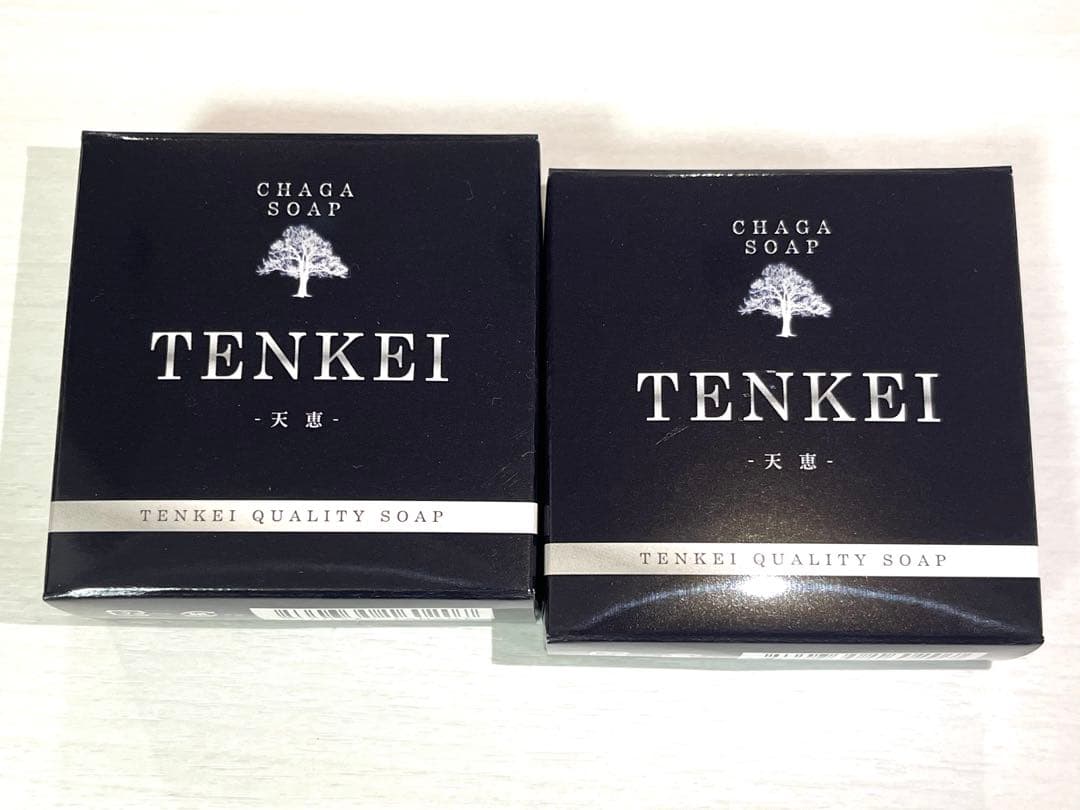 CHAGA
SOAP
TENKEI
-天恵-
TENKEI QUALITY SOAP
CHAGA
SOAP
TENKEI
-天恵-
TENKEI QUALITY SOAP